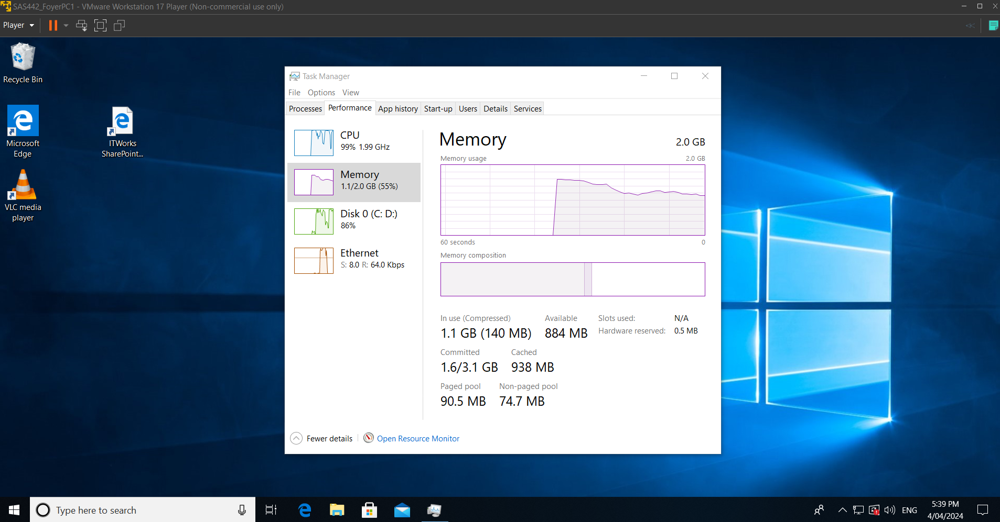 SAS442_FoyerPC1 - VMware Workstation 17 Player (Non-commercial use only)
Player
Recycle Bin
Microsoft
Edge
ITWorks
SharePoint...
VLC media
player
Task Manager
File Options View
Processes Performance App history Start-up Users Details Services
CPU
99% 1.99 GHz
Memory
1.1/2.0 GB (55%)
Disk 0 (C: D:)
86%
Ethernet
S: 8.0 R: 64.0 Kbps
Memory 2.0 GB
Memory usage 2.0 GB
60 seconds 0
Memory composition
In use (Compressed) Available Slots used: N/A
1.1 GB (140 MB) 884 MB Hardware reserved: 0.5 MB
Committed Cached
1.6/3.1 GB 938 MB
Paged pool Non-paged pool
90.5 MB 74.7 MB
Fewer details Open Resource Monitor
Type here to search
ENG
5:39 PM
4/04/2024